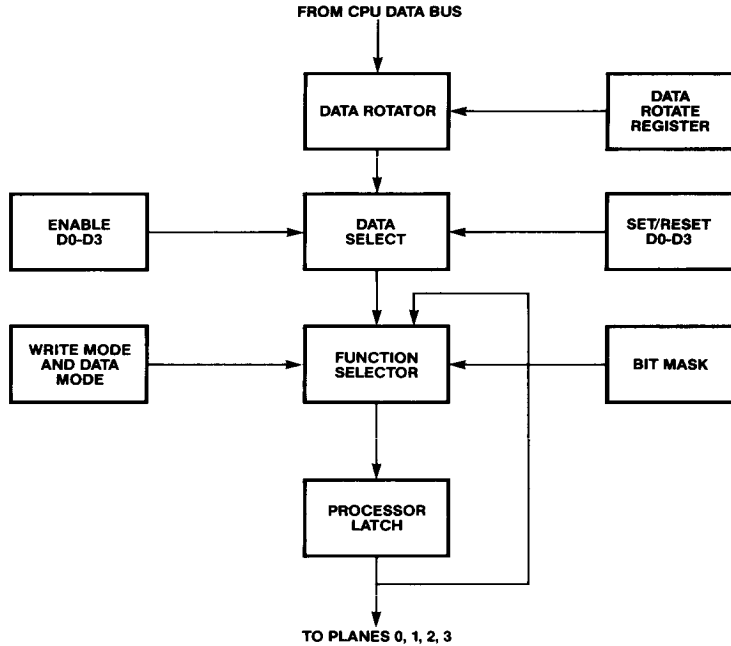 FROM CPU DATA BUS
DATA ROTATOR
DATA
ROTATE
REGISTER
ENABLE
D0-D3
DATA
SELECT
SET/RESET
D0-D3
WRITE MODE
AND DATA
MODE
FUNCTION
SELECTOR
BIT MASK
PROCESSOR
LATCH
TO PLANES 0, 1, 2, 3